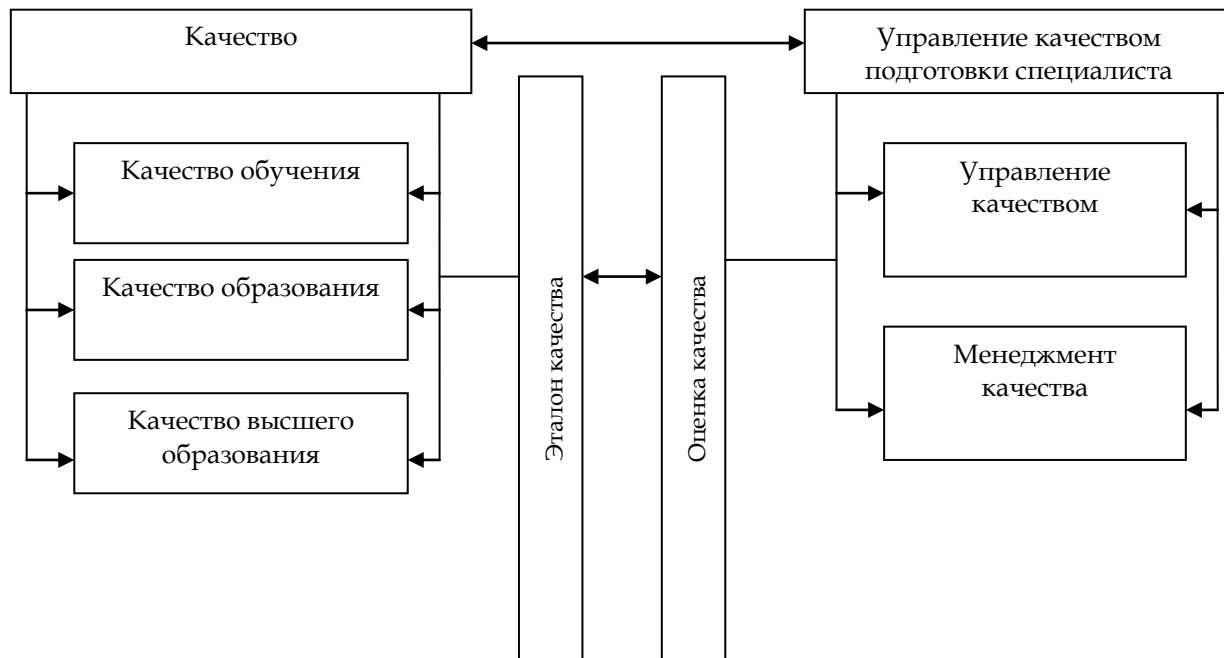 Качество
Управление качеством
подготовки специалиста
Качество обучения
Качество образования
Качество высшего
образования
Эталон качества
Оценка качества
Управление
качеством
Менеджмент
качества